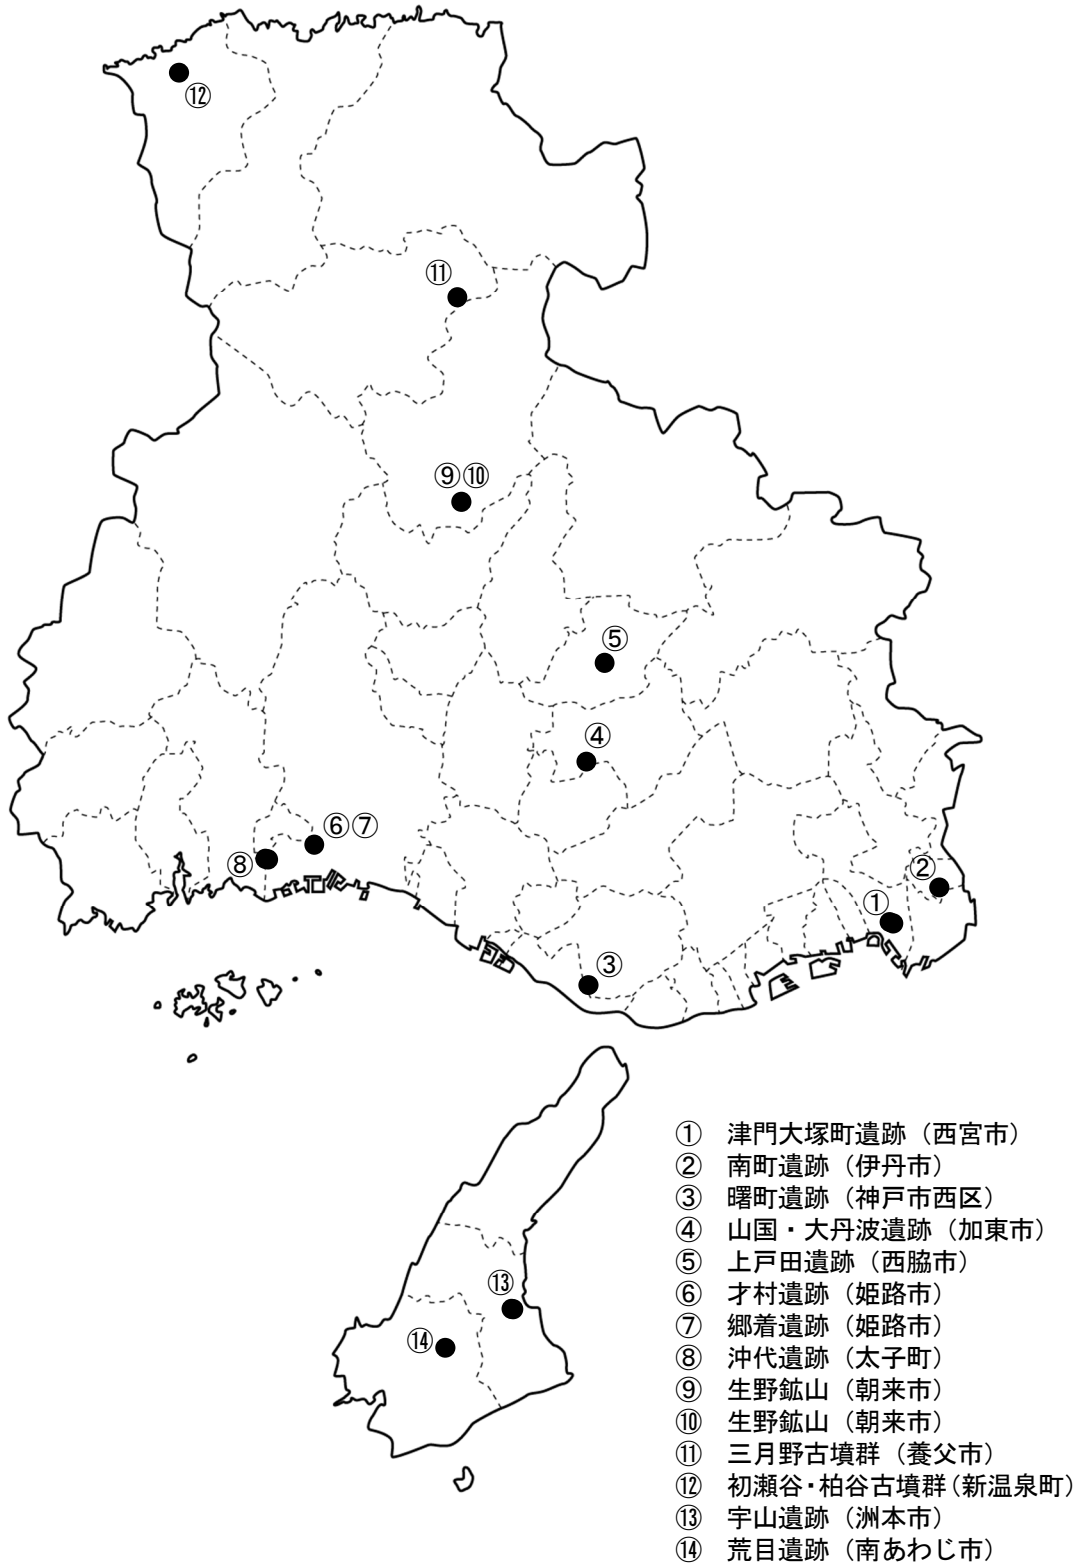 ⑫
⑪
⑨⑩
⑤
④
⑥⑦
⑧
②
①
③
⑬
⑭
① 津門大塚町遺跡（西宮市）
② 南町遺跡（伊丹市）
③ 曙町遺跡（神戸市西区）
④ 山国・大丹波遺跡（加東市）
⑤ 上戸田遺跡（西脇市）
⑥ 才村遺跡（姫路市）
⑦ 郷着遺跡（姫路市）
⑧ 沖代遺跡（太子町）
⑨ 生野鉱山（朝来市）
⑩ 生野鉱山（朝来市）
⑪ 三月野古墳群（養父市）
⑫ 初瀬谷・柏谷古墳群（新温泉町）
⑬ 宇山遺跡（洲本市）
⑭ 荒目遺跡（南あわじ市）